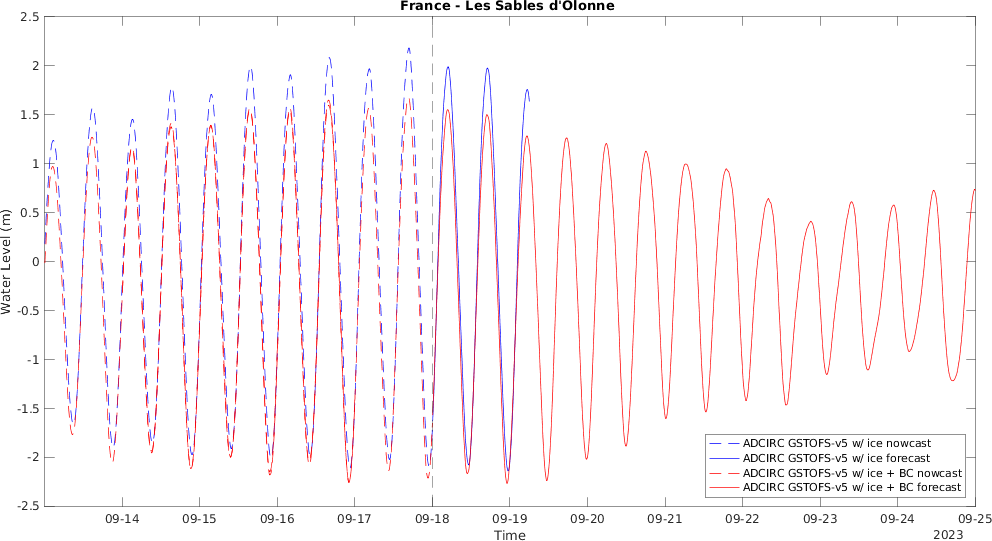 France - Les Sables d'Olonne
2.5
2
1.5
1
0.5
0
-0.5
-1
-1.5
-2
-2.5
Water Level (m)
ADCIRC GSTOFS-v5 w/ ice nowcast
ADCIRC GSTOFS-v5 w/ ice forecast
ADCIRC GSTOFS-v5 w/ ice + BC nowcast
ADCIRC GSTOFS-v5 w/ ice + BC forecast
09-14 09-15 09-16 09-17 09-18 09-19 09-20 09-21 09-22 09-23 09-24 09-25
Time
2023